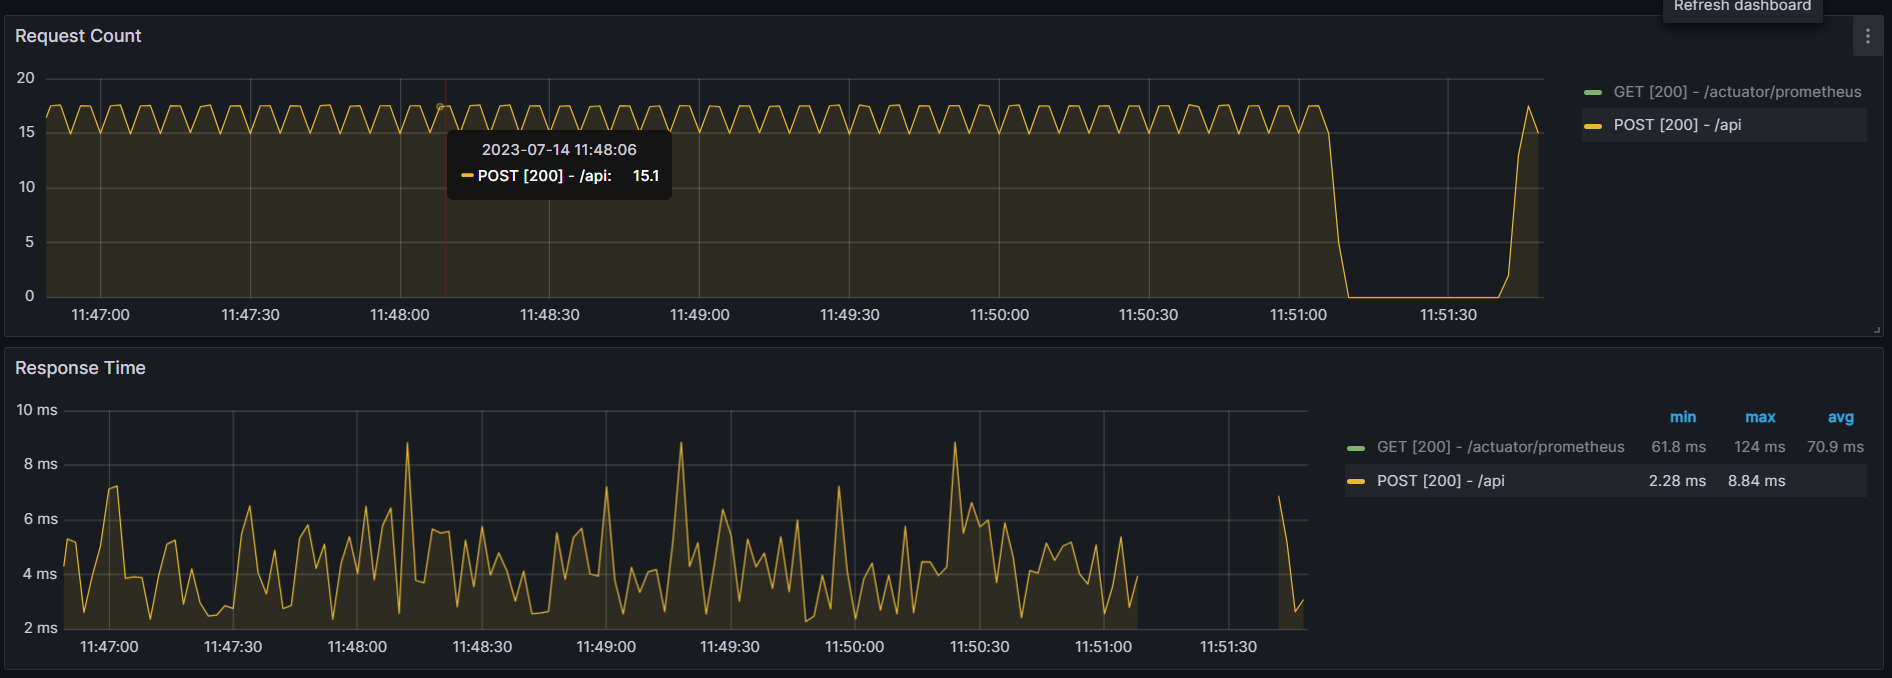 Refresh dashboard
Request Count
20
15
10
5
0
2023-07-14 11:48:06
POST [200] - /api: 15.1
11:47:00 11:47:30 11:48:00 11:48:30 11:49:00 11:49:30 11:50:00 11:50:30 11:51:00 11:51:30
GET [200] - /actuator/prometheus
POST [200] - /api
Response Time
10 ms
8 ms
6 ms
4 ms
2 ms
11:47:00 11:47:30 11:48:00 11:48:30 11:49:00 11:49:30 11:50:00 11:50:30 11:51:00 11:51:30
min max avg
GET [200] - /actuator/prometheus 61.8 ms 124 ms 70.9 ms
POST [200] - /api 2.28 ms 8.84 ms